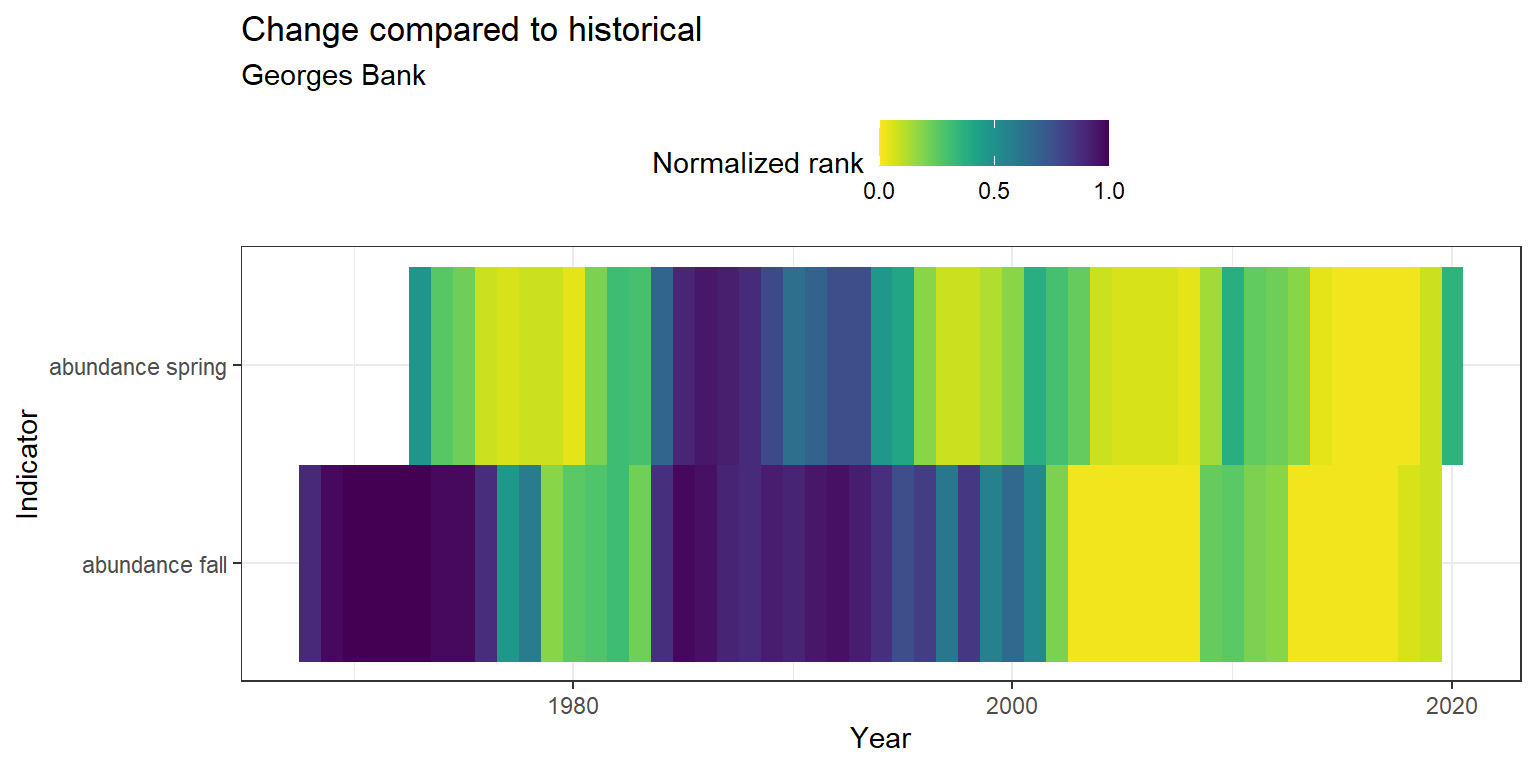 Change compared to historical
Georges Bank
Normalized rank
0.0 0.5 1.0
Indicator
abundance spring
abundance fall
1980 2000 2020
Year